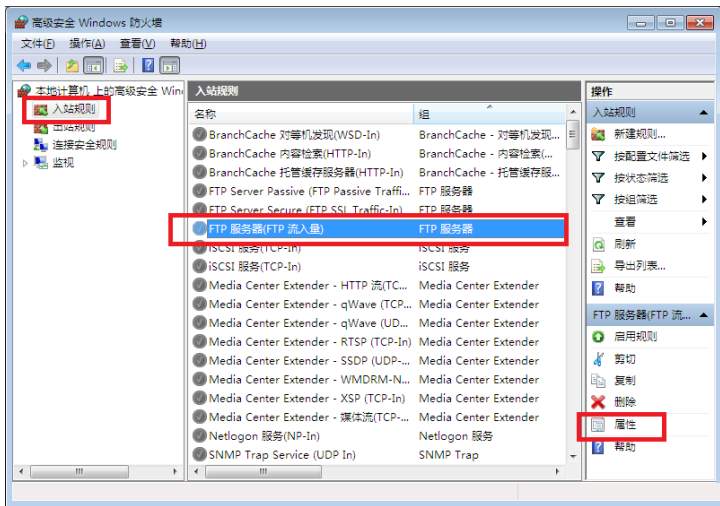 高级安全 Windows 防火墙
文件(F) 操作(A) 查看(V) 帮助(H)
本地计算机 上的高级安全 Win
入站规则
出站规则
连接安全规则
监视
入站规则
名称 组
BranchCache 对等机发现(WSD-In) BranchCache - 对等机发现...
BranchCache 内容检索(HTTP-In) BranchCache - 内容检索(...
BranchCache 托管缓存服务器(HTTP-In) BranchCache - 托管缓存服...
FTP Server Passive (FTP Passive Traffi... FTP 服务器
FTP Server Secure (FTP SSL Traffic-In) FTP 服务器
FTP 服务器(FTP 流入量) FTP 服务器
iSCSI 服务(TCP-In) iSCSI 服务
iSCSI 服务(TCP-In) iSCSI 服务
Media Center Extender - HTTP 流(TC... Media Center Extender
Media Center Extender - qWave (TCP... Media Center Extender
Media Center Extender - qWave (UD... Media Center Extender
Media Center Extender - RTSP (TCP-In) Media Center Extender
Media Center Extender - SSDP (UDP-... Media Center Extender
Media Center Extender - WMDRM-N... Media Center Extender
Media Center Extender - XSP (TCP-In) Media Center Extender
Media Center Extender - 媒体流(TCP-... Media Center Extender
Netlogon 服务(NP-In) Netlogon 服务
SNMP Trap Service (UDP In) SNMP Trap
操作
入站规则
新建规则...
按配置文件筛选
按状态筛选
按组筛选
查看
刷新
导出列表...
帮助
FTP 服务器(FTP 流...
启用规则
剪切
复制
删除
属性
帮助